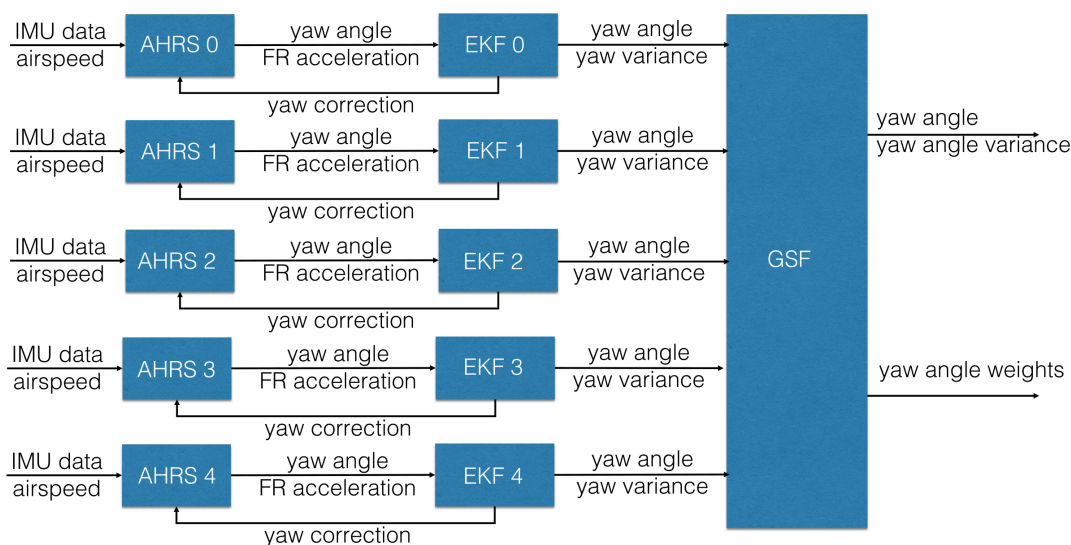 IMU data
airspeed
AHRS 0
yaw angle
FR acceleration
EKF 0
yaw angle
yaw variance
yaw correction
IMU data
airspeed
AHRS 1
yaw angle
FR acceleration
EKF 1
yaw angle
yaw variance
yaw correction
IMU data
airspeed
AHRS 2
yaw angle
FR acceleration
EKF 2
yaw angle
yaw variance
yaw correction
IMU data
airspeed
AHRS 3
yaw angle
FR acceleration
EKF 3
yaw angle
yaw variance
yaw correction
IMU data
airspeed
AHRS 4
yaw angle
FR acceleration
EKF 4
yaw angle
yaw variance
yaw correction
GSF
yaw angle
yaw angle variance
yaw angle weights